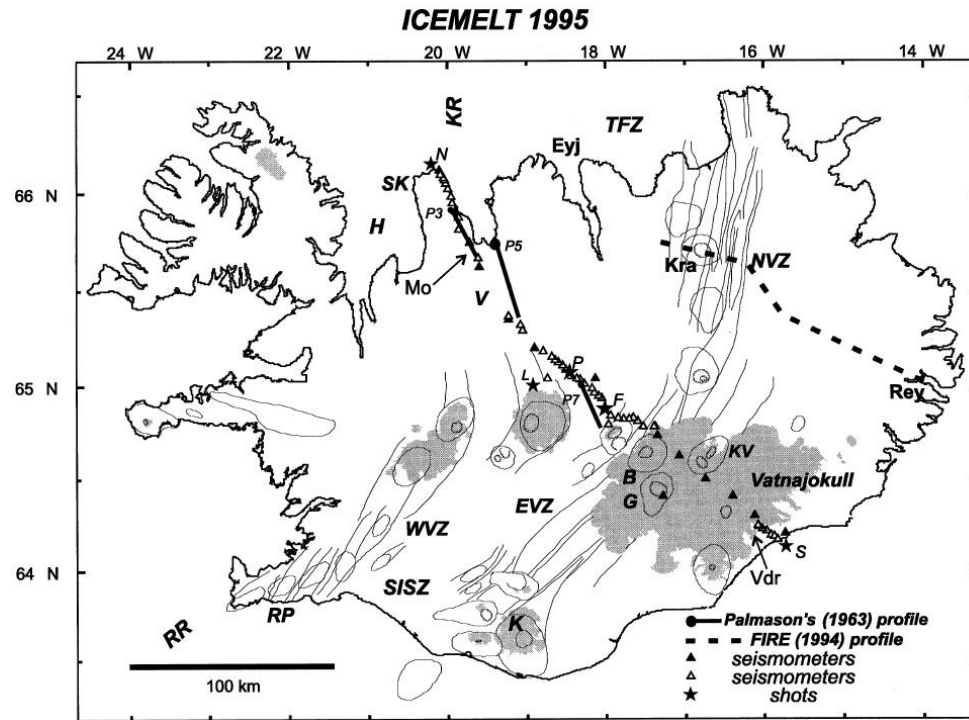 ICEMELT 1995
24 W 22 W 20 W 18 W 16 W 14 W
KR
TFZ
Eyj
N
66 N
SK
P3
H
P5
Kra
NVZ
Mo
V
65 N
L
P
P7
F
Rey
B
KV
G
Vatnajokull
EVZ
WVZ
S
Vdr
64 N
SISZ
RP
K
RR
100 km
Palmason's (1963) profile
FIRE (1994) profile
seismometers
seismometers
shots